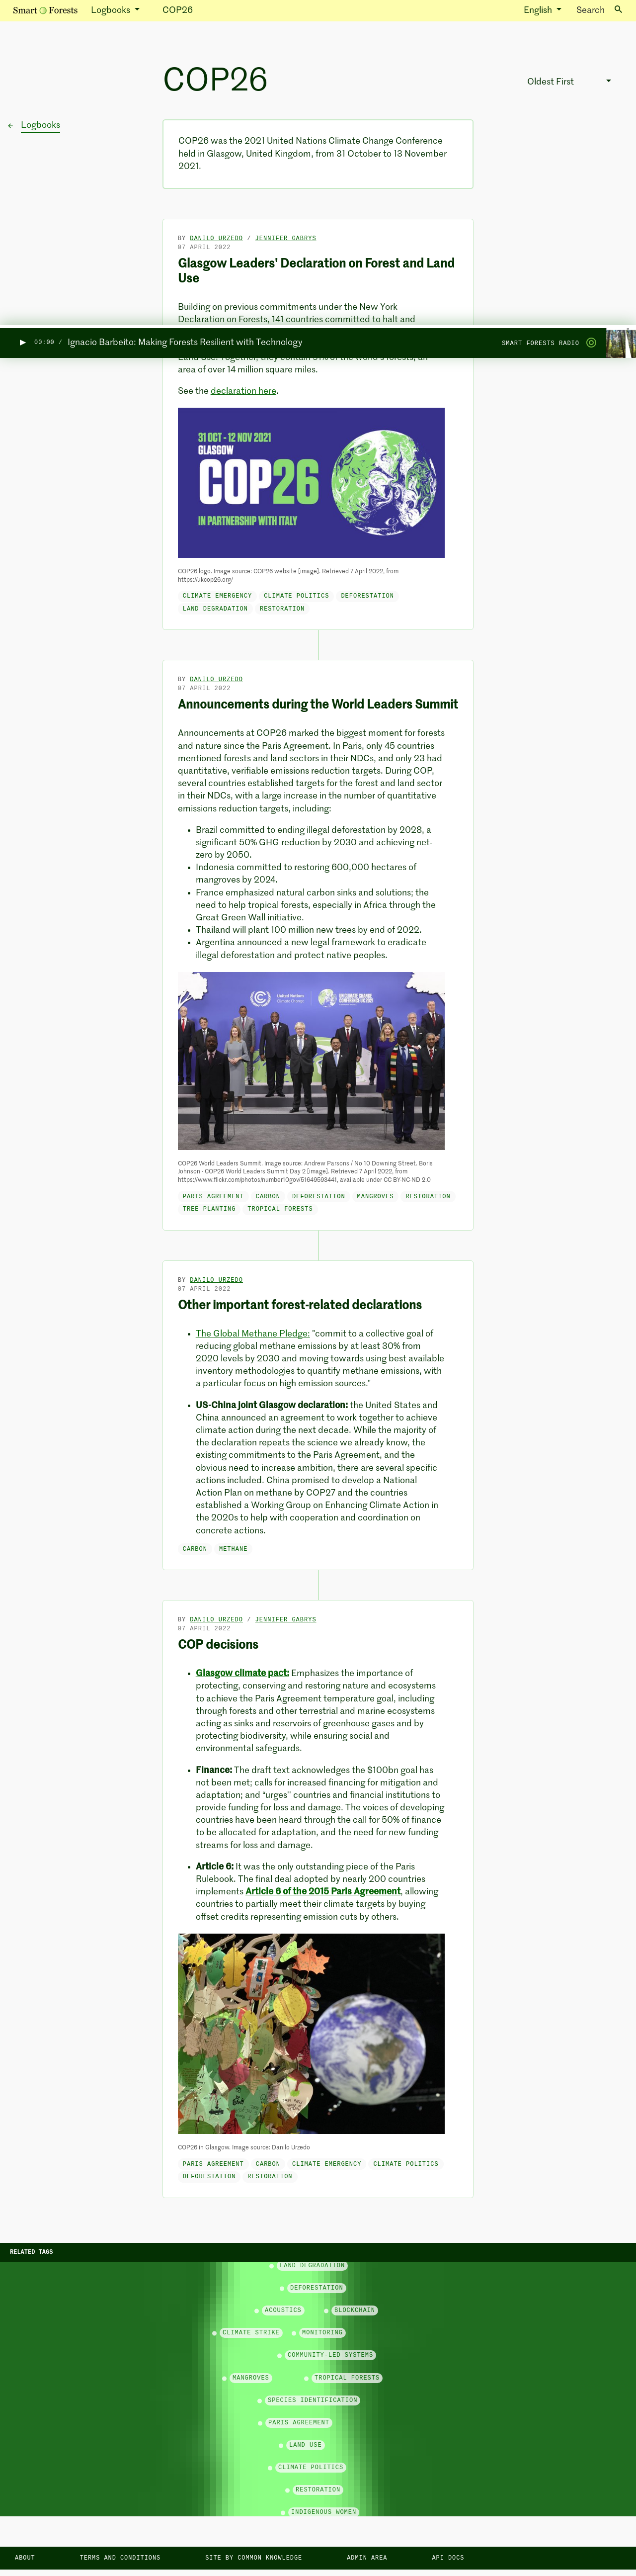 Smart Forests
Logbooks
COP26
English
Search
COP26
Oldest First
← Logbooks
COP26 was the 2021 United Nations Climate Change Conference
held in Glasgow, United Kingdom, from 31 October to 13 November
2021.
BY DANILO URZEDO / JENNIFER GABRYS
07 APRIL 2022
Glasgow Leaders' Declaration on Forest and Land
Use
Building on previous commitments under the New York
Declaration on Forests, 141 countries committed to halt and
00:00 / Ignacio Barbeito: Making Forests Resilient with Technology
SMART FORESTS RADIO
area of over 14 million square miles.
See the declaration here.
31 OCT - 12 NOV 2021
GLASGOW
COP26
IN PARTNERSHIP WITH ITALY
COP26 logo. Image source: COP26 website [image]. Retrieved 7 April 2022, from
https://ukcop26.org/
CLIMATE EMERGENCY CLIMATE POLITICS DEFORESTATION
LAND DEGRADATION RESTORATION
BY DANILO URZEDO
07 APRIL 2022
Announcements during the World Leaders Summit
Announcements at COP26 marked the biggest moment for forests
and nature since the Paris Agreement. In Paris, only 45 countries
mentioned forests and land sectors in their NDCs, and only 23 had
quantitative, verifiable emissions reduction targets. During COP,
several countries established targets for the forest and land sector
in their NDCs, with a large increase in the number of quantitative
emissions reduction targets, including:
• Brazil committed to ending illegal deforestation by 2028, a
significant 50% GHG reduction by 2030 and achieving net-
zero by 2050.
• Indonesia committed to restoring 600,000 hectares of
mangroves by 2024.
• France emphasized natural carbon sinks and solutions; the
need to help tropical forests, especially in Africa through the
Great Green Wall initiative.
• Thailand will plant 100 million new trees by end of 2022.
• Argentina announced a new legal framework to eradicate
illegal deforestation and protect native peoples.
COP26 World Leaders Summit. Image source: Andrew Parsons / No 10 Downing Street. Boris
Johnson - COP26 World Leaders Summit Day 2 [image]. Retrieved 7 April 2022, from
https://www.flickr.com/photos/number10gov/51649593441, available under CC BY-NC-ND 2.0
PARIS AGREEMENT CARBON DEFORESTATION MANGROVES RESTORATION
TREE PLANTING TROPICAL FORESTS
BY DANILO URZEDO
07 APRIL 2022
Other important forest-related declarations
• The Global Methane Pledge: "commit to a collective goal of
reducing global methane emissions by at least 30% from
2020 levels by 2030 and moving towards using best available
inventory methodologies to quantify methane emissions, with
a particular focus on high emission sources."
• US-China joint Glasgow declaration: the United States and
China announced an agreement to work together to achieve
climate action during the next decade. While the majority of
the declaration repeats the science we already know, the
existing commitments to the Paris Agreement, and the
obvious need to increase ambition, there are several specific
actions included. China promised to develop a National
Action Plan on methane by COP27 and the countries
established a Working Group on Enhancing Climate Action in
the 2020s to help with cooperation and coordination on
concrete actions.
CARBON METHANE
BY DANILO URZEDO / JENNIFER GABRYS
07 APRIL 2022
COP decisions
• Glasgow climate pact: Emphasizes the importance of
protecting, conserving and restoring nature and ecosystems
to achieve the Paris Agreement temperature goal, including
through forests and other terrestrial and marine ecosystems
acting as sinks and reservoirs of greenhouse gases and by
protecting biodiversity, while ensuring social and
environmental safeguards.
• Finance: The draft text acknowledges the $100bn goal has
not been met; calls for increased financing for mitigation and
adaptation; and "urges" countries and financial institutions to
provide funding for loss and damage. The voices of developing
countries have been heard through the call for 50% of finance
to be allocated for adaptation, and the need for new funding
streams for loss and damage.
• Article 6: It was the only outstanding piece of the Paris
Rulebook. The final deal adopted by nearly 200 countries
implements Article 6 of the 2015 Paris Agreement, allowing
countries to partially meet their climate targets by buying
offset credits representing emission cuts by others.
COP26 in Glasgow. Image source: Danilo Urzedo
PARIS AGREEMENT CARBON CLIMATE EMERGENCY CLIMATE POLITICS
DEFORESTATION RESTORATION
RELATED TAGS
LAND DEGRADATION
DEFORESTATION
ACOUSTICS BLOCKCHAIN
CLIMATE STRIKE MONITORING
COMMUNITY-LED SYSTEMS
MANGROVES TROPICAL FORESTS
SPECIES IDENTIFICATION
PARIS AGREEMENT
LAND USE
CLIMATE POLITICS
RESTORATION
INDIGENOUS WOMEN
ABOUT TERMS AND CONDITIONS SITE BY COMMON KNOWLEDGE ADMIN AREA API DOCS